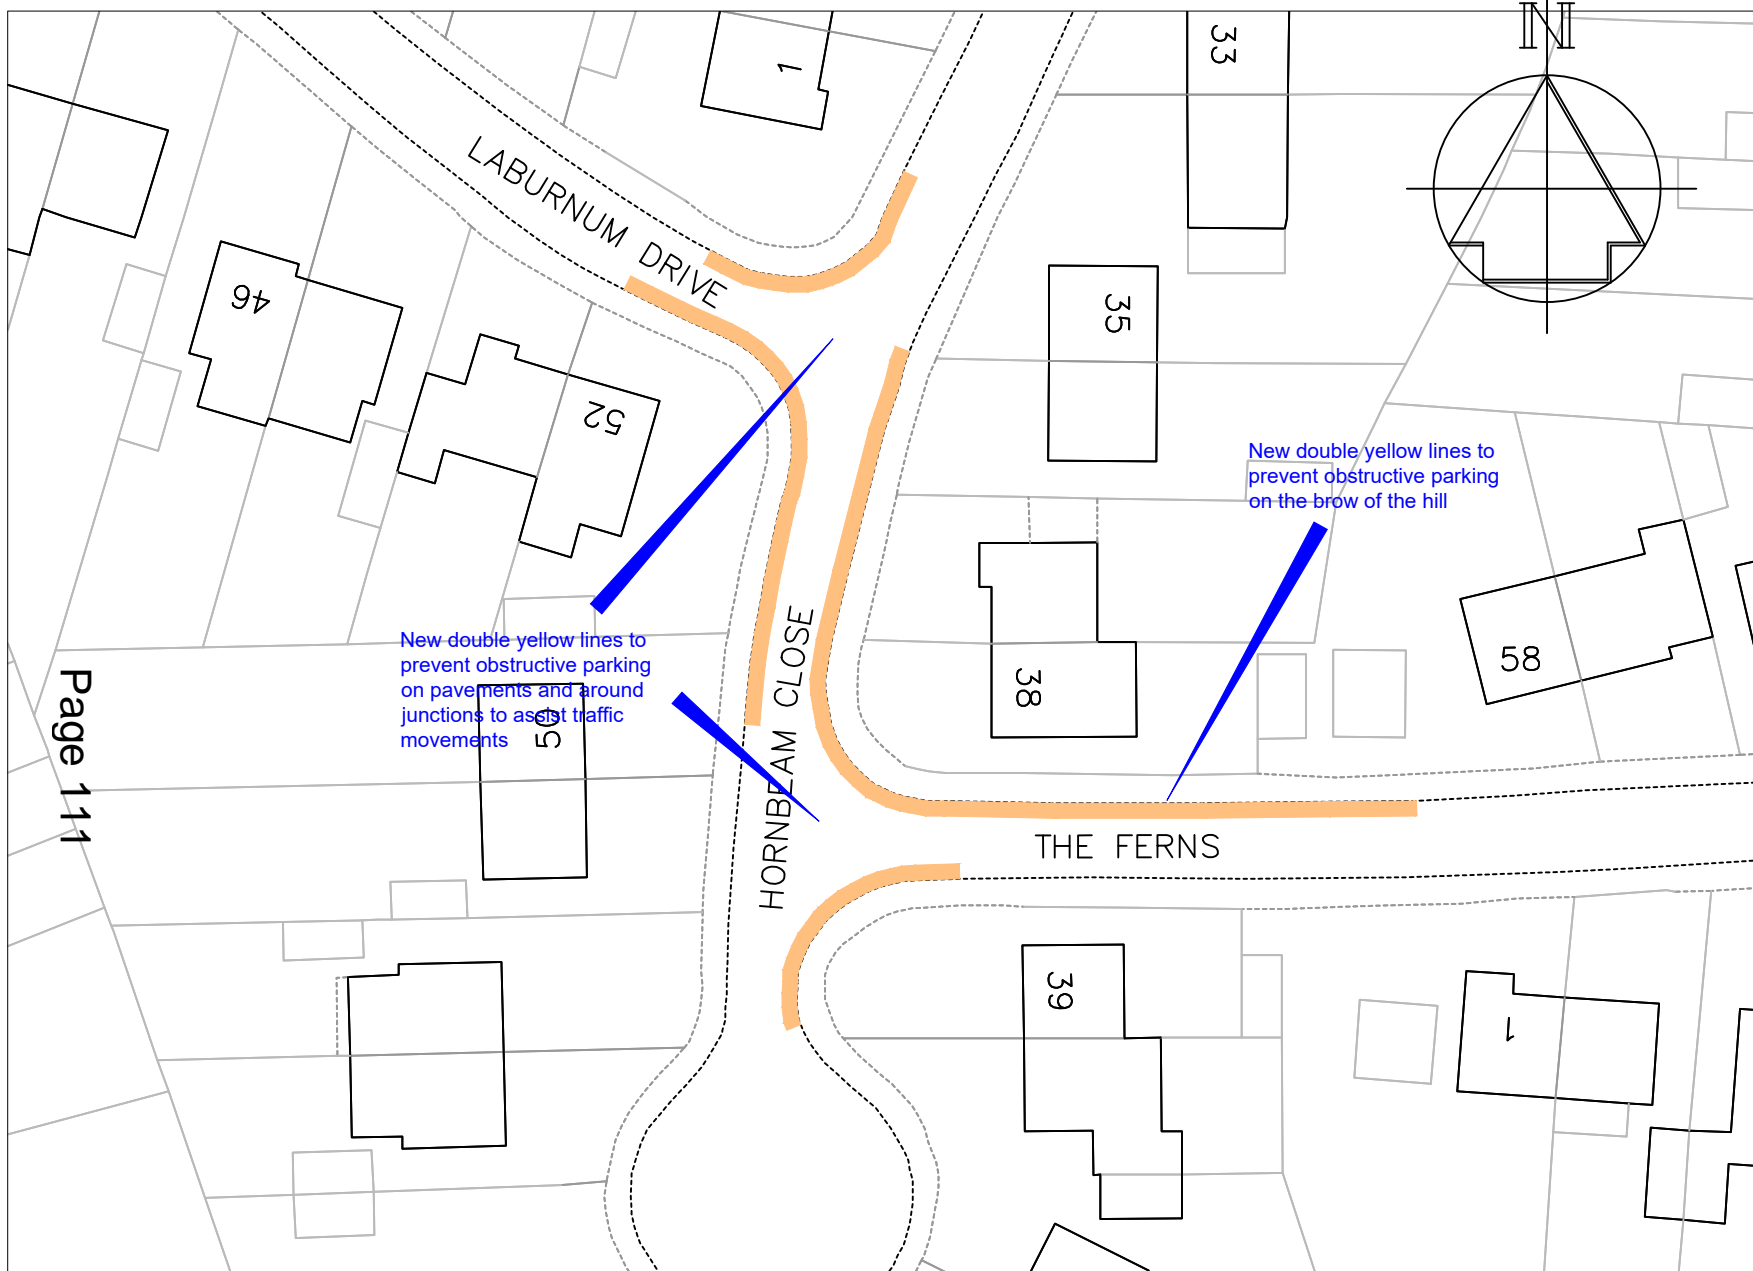 N
33
1
LABURNUM DRIVE
46
35
52
New double yellow lines to
prevent obstructive parking
on the brow of the hill
New double yellow lines to
prevent obstructive parking
on pavements and around
junctions to assist traffic
movements
50
HORNBEAM CLOSE
38
58
THE FERNS
39
1
Page 111